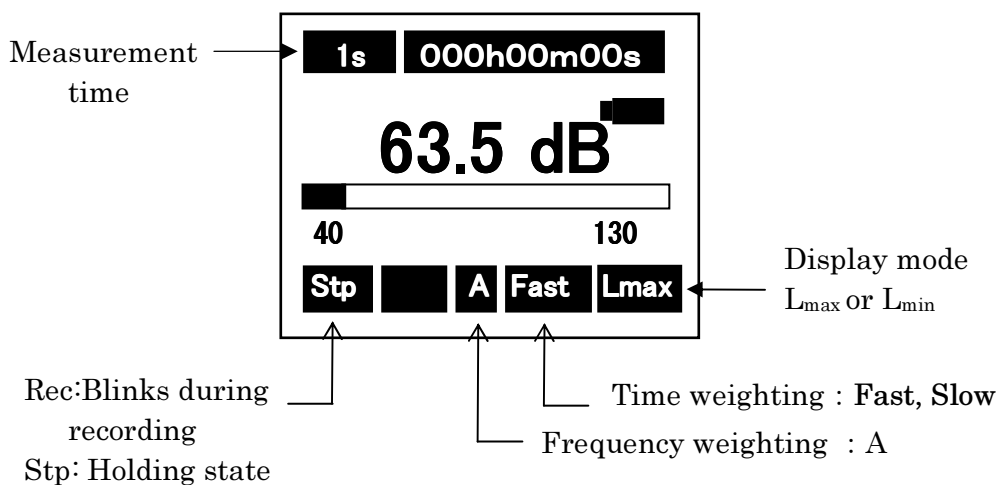 Measurement
time
1s 000h00m00s
63.5 dB
40 130
Stp A Fast Lmax
Display mode
Lmax or Lmin
Rec:Blinks during
recording
Stp: Holding state
Time weighting : Fast, Slow
Frequency weighting : A